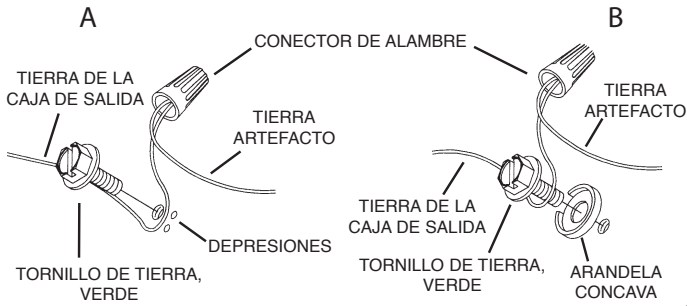 A
B
CONECTOR DE ALAMBRE
TIERRA DE LA
CAJA DE SALIDA
TIERRA
ARTEFACTO
TIERRA
ARTEFACTO
DEPRESIONES
TORNILLO DE TIERRA,
VERDE
TIERRA DE LA
CAJA DE SALIDA
TORNILLO DE TIERRA,
VERDE
ARANDELA
CONCAVA